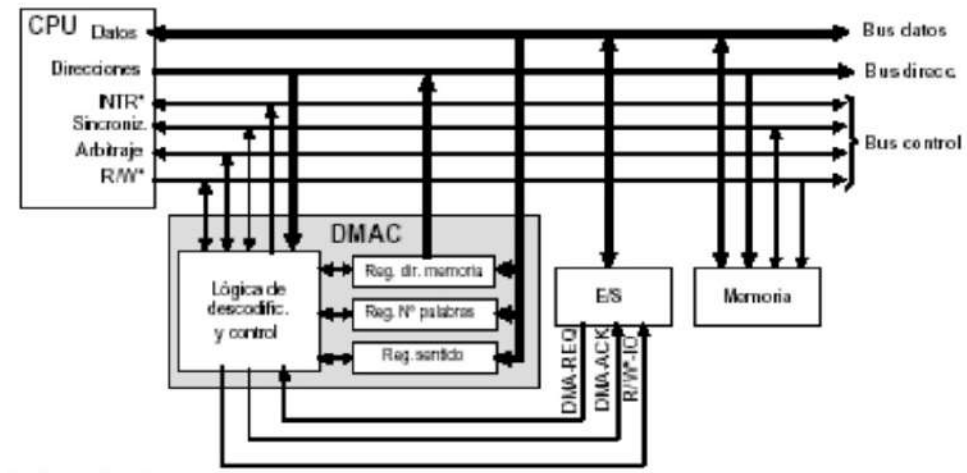 CPU
Datos
Bus datos
Direcciones
Bus direcc.
INTR*
Sincroniz.
Arbitraje
R/W*
Bus control
DMAC
Lógica de
descodific.
y control
Reg. dir. memoria
Reg. Nº palabras
Reg. sentido
E/S
Memoria
DMA-REQ
DMA-ACK
R/W*-IO